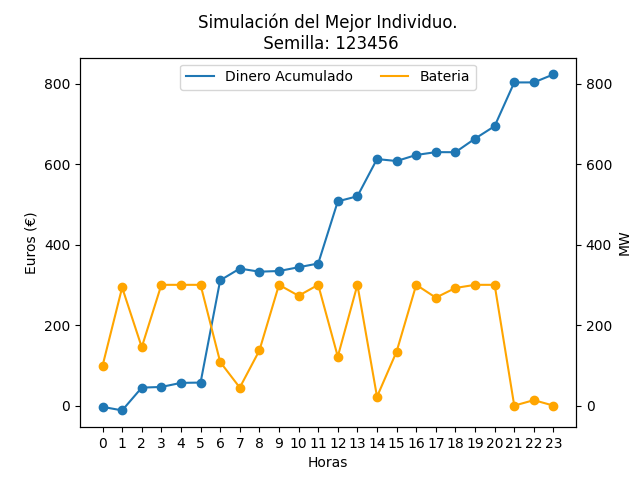 Simulación del Mejor Individuo.
Semilla: 123456
Dinero Acumulado
Bateria
800
600
400
200
0
Euros (€)
800
600
400
200
0
MW
0 1 2 3 4 5 6 7 8 9 10 11 12 13 14 15 16 17 18 19 20 21 22 23
Horas